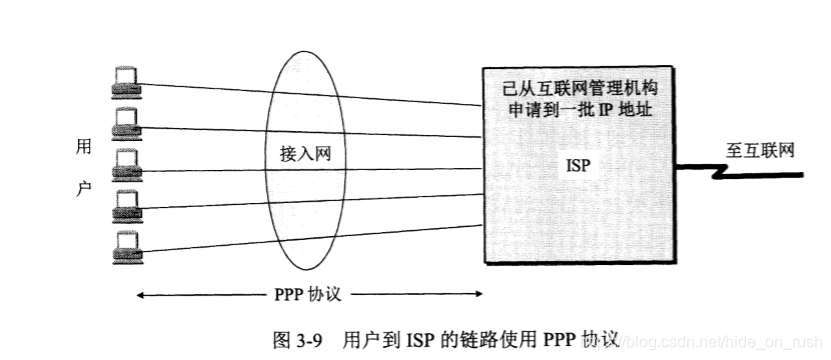 用
户
接入网
已从互联网管理机构
申请到一批 IP 地址
ISP
至互联网
PPP 协议
图 3-9 用户到 ISP 的链路使用 PPP 协议
https://blog.csdn.net/hide_on_rush